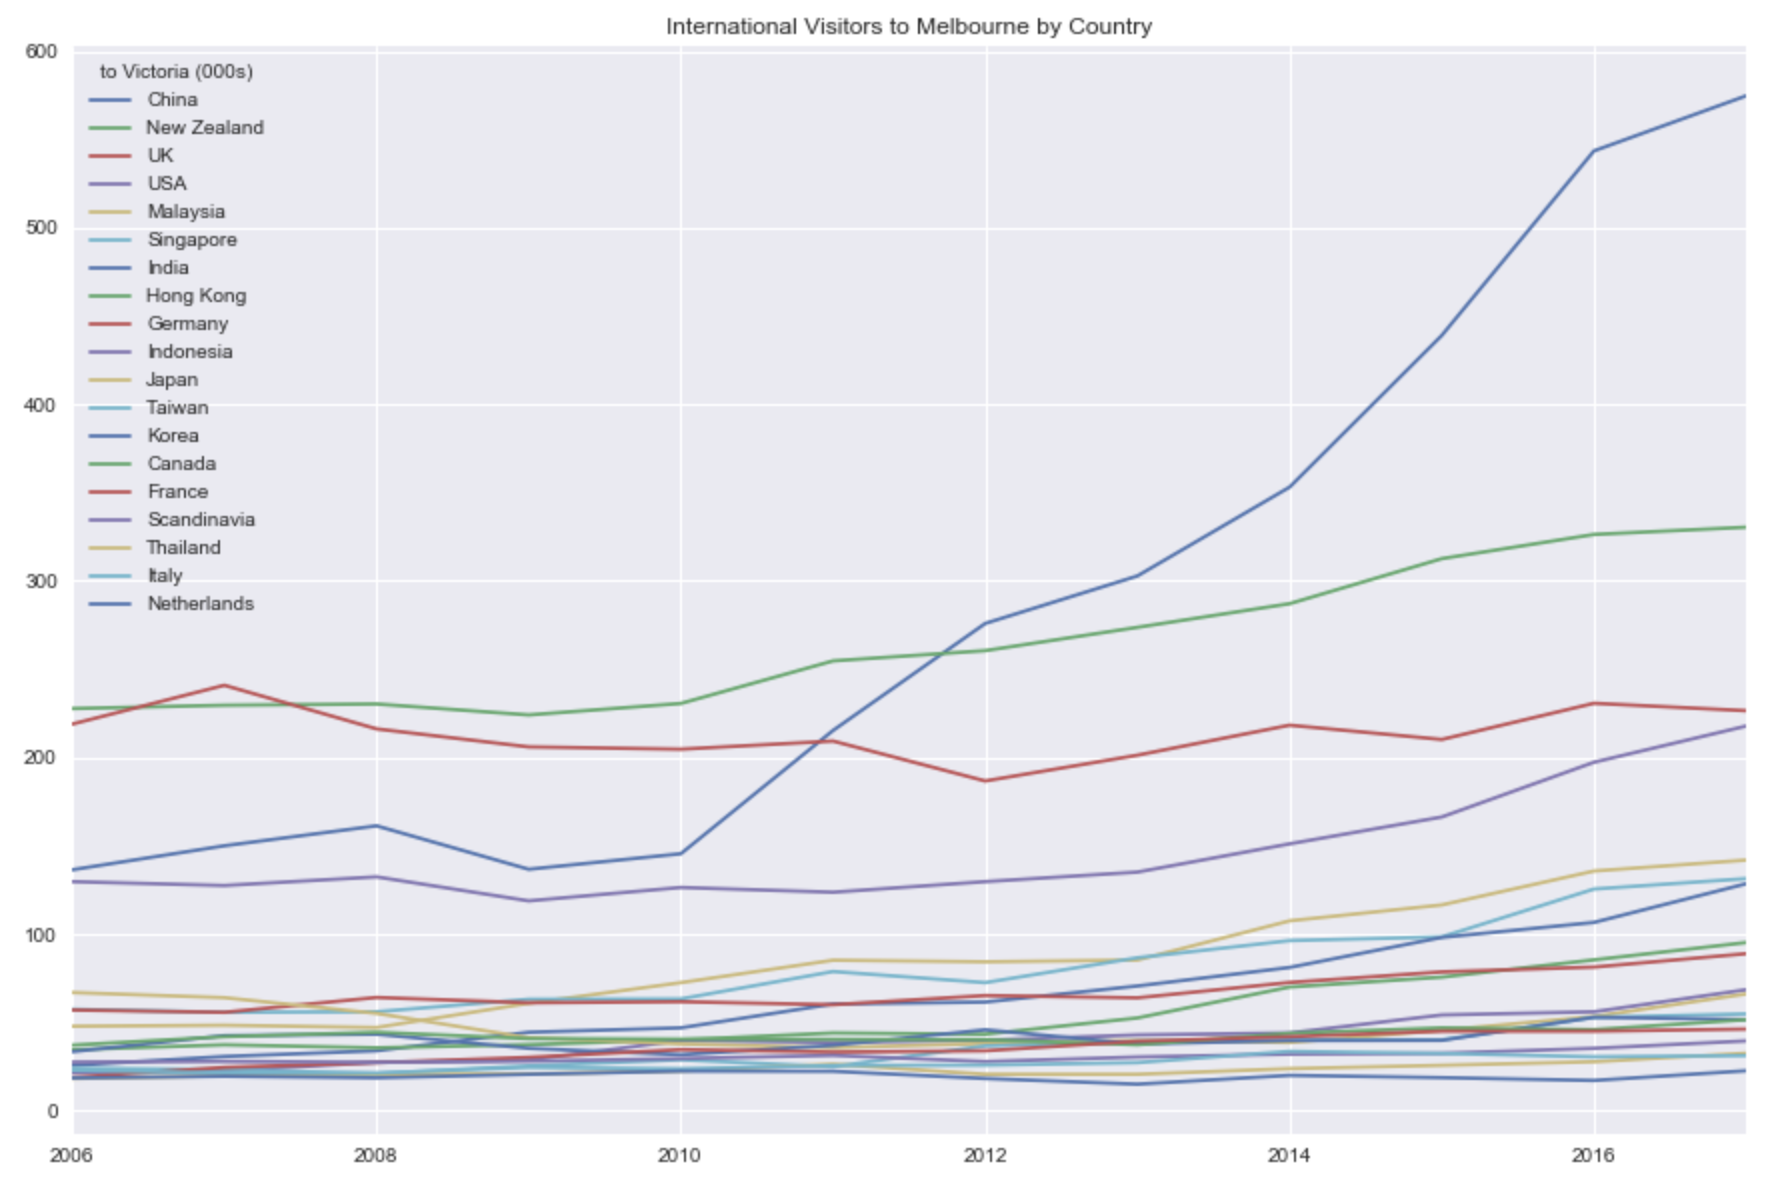 International Visitors to Melbourne by Country
600
500
400
300
200
100
0
to Victoria (000s)
China
New Zealand
UK
USA
Malaysia
Singapore
India
Hong Kong
Germany
Indonesia
Japan
Taiwan
Korea
Canada
France
Scandinavia
Thailand
Italy
Netherlands
2006 2008 2010 2012 2014 2016